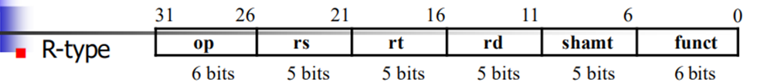 31 26 21 16 11 6 0
R-type op rs rt rd shamt funct
6 bits 5 bits 5 bits 5 bits 5 bits 6 bits